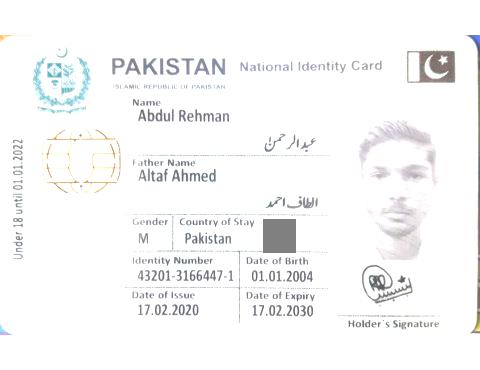 PAKISTAN National Identity Card
ISLAMIC REPUBLIC OF PAKISTAN
Name
Abdul Rehman
عبدالرحمن
Father Name
Altaf Ahmed
الطاف احمد
Gender Country of Stay
M Pakistan
Identity Number Date of Birth
43201-3166447-1 01.01.2004
Date of Issue Date of Expiry
17.02.2020 17.02.2030
Holder's Signature
Under 18 until 01.01.2022